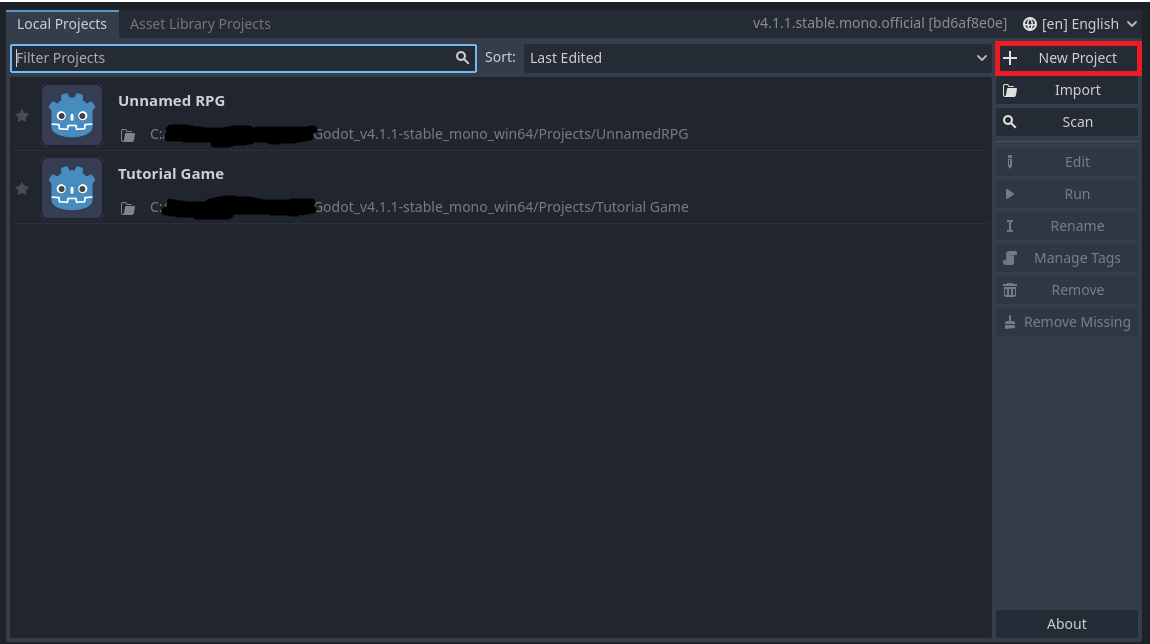 Local Projects Asset Library Projects v4.1.1.stable.mono.official [bd6af8e0e] [en] English
Filter Projects Sort: Last Edited New Project
Import
Scan
Unnamed RPG
C:/ Godot_v4.1.1-stable_mono_win64/Projects/UnnamedRPG
Tutorial Game
C:/ Godot_v4.1.1-stable_mono_win64/Projects/Tutorial Game
Edit
Run
Rename
Manage Tags
Remove
Remove Missing
About